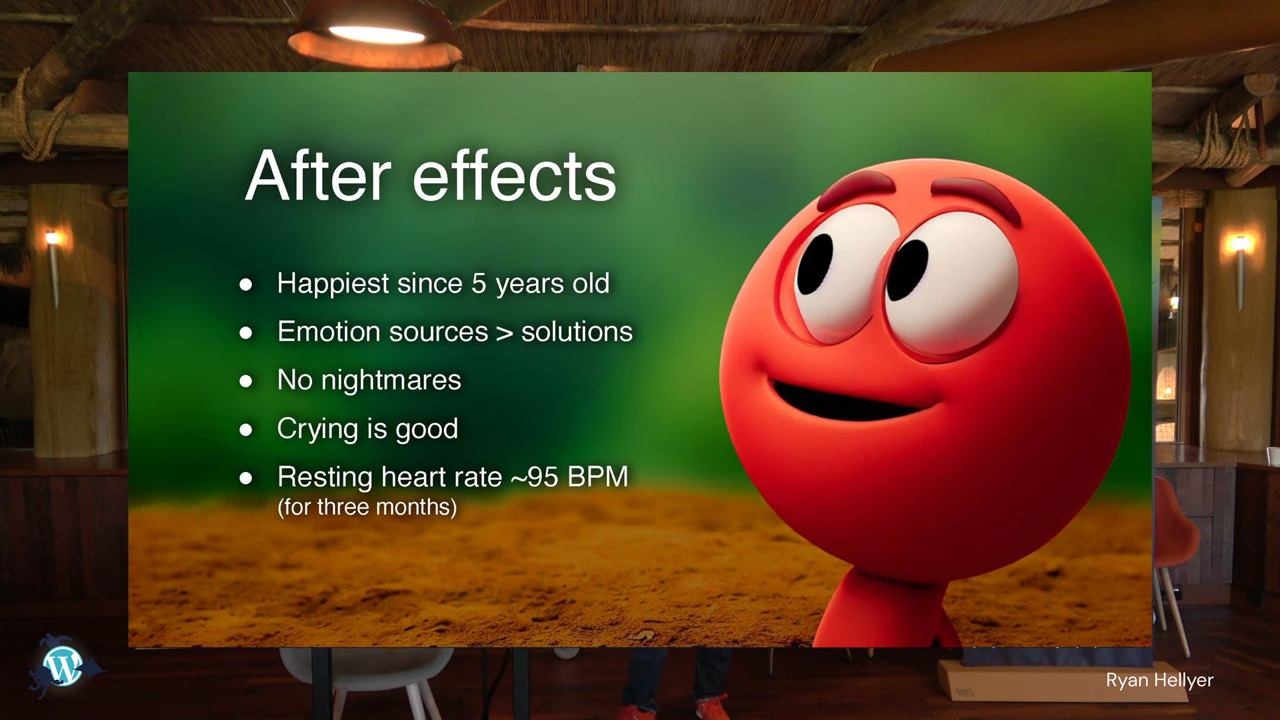 After effects
● Happiest since 5 years old
● Emotion sources > solutions
● No nightmares
● Crying is good
● Resting heart rate ~95 BPM
(for three months)
W
Ryan Hellyer